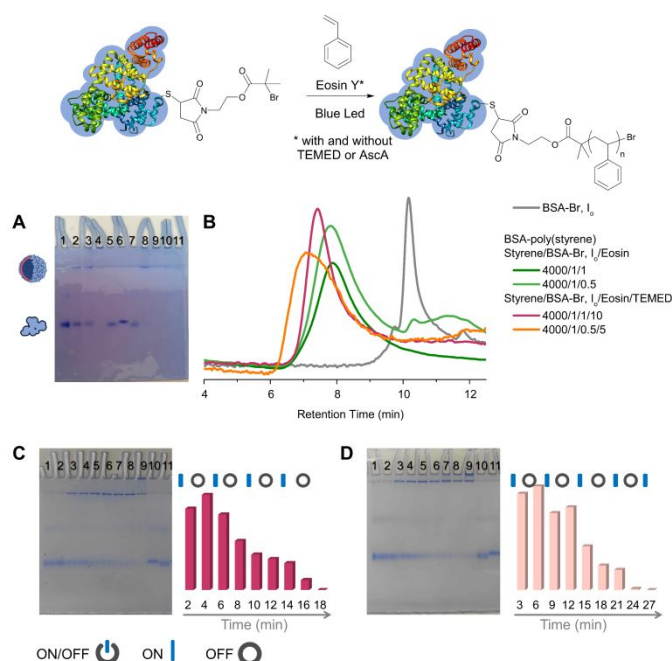 Eosin Y*
Blue Led
* with and without
TEMED or AscA
S
O
N
O
O
O
Br
S
O
N
O
O
O
Br
n
A
1 2 3 4 5 6 7 8 9 10 11
B
BSA-Br, Io
BSA-poly(styrene)
Styrene/BSA-Br, Io/Eosin
4000/1/1
4000/1/0.5
Styrene/BSA-Br, Io/Eosin/TEMED
4000/1/1/10
4000/1/0.5/5
4 6 8 10 12
Retention Time (min)
C
1 2 3 4 5 6 7 8 9 10 11
2 4 6 8 10 12 14 16 18
Time (min)
D
1 2 3 4 5 6 7 8 9 10 11
3 6 9 12 15 18 21 24 27
Time (min)
ON/OFF ON OFF